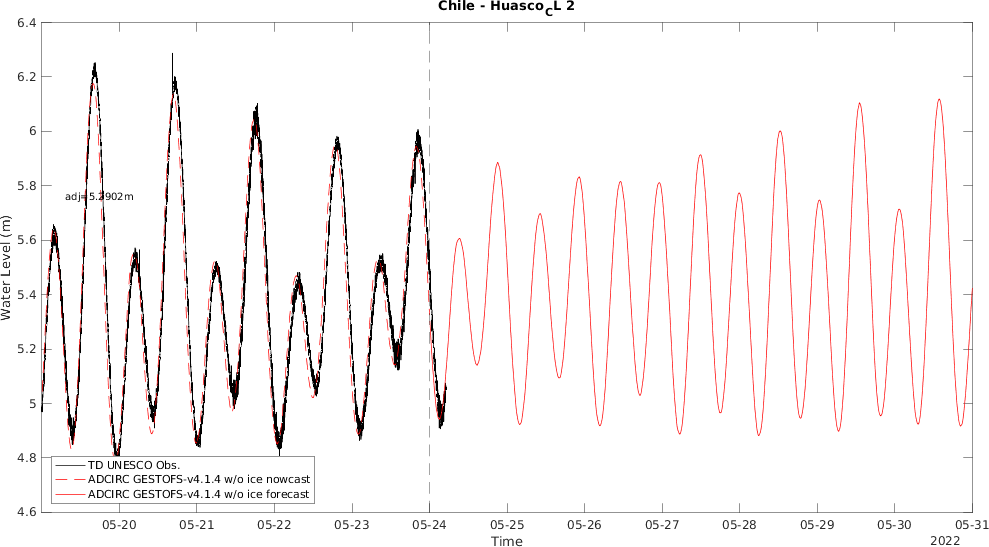 Chile - Huasco_CL 2
6.4
6.2
6
5.8
5.6
5.4
5.2
5
4.8
4.6
Water Level (m)
adj=5.2902m
TD UNESCO Obs.
ADCIRC GESTOFS-v4.1.4 w/o ice nowcast
ADCIRC GESTOFS-v4.1.4 w/o ice forecast
05-20 05-21 05-22 05-23 05-24 05-25 05-26 05-27 05-28 05-29 05-30 05-31
Time
2022